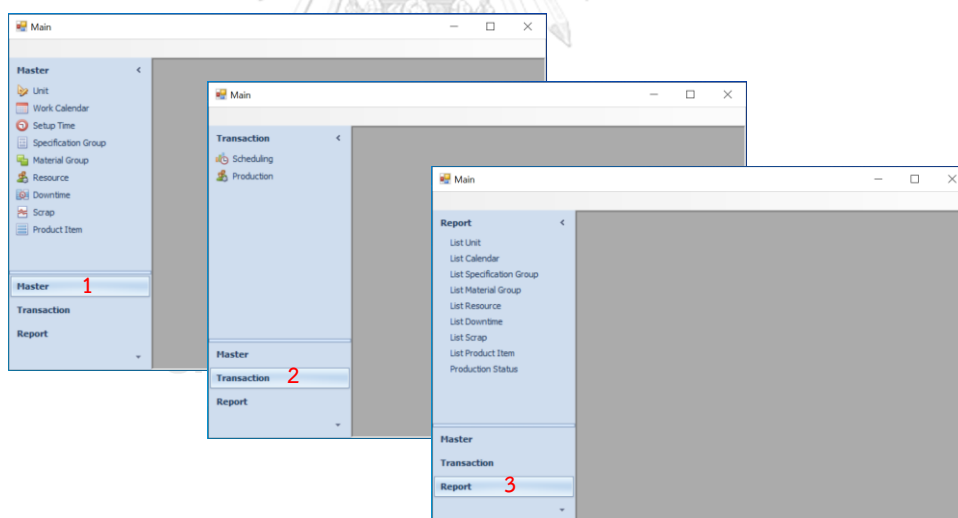 Main
Master
Unit
Work Calendar
Setup Time
Specification Group
Material Group
Resource
Downtime
Scrap
Product Item
Master 1
Transaction
Report
Main
Transaction
Scheduling
Production
Master
Transaction 2
Report
Main
Report
List Unit
List Calendar
List Specification Group
List Material Group
List Resource
List Downtime
List Scrap
List Product Item
Production Status
Master
Transaction
Report 3